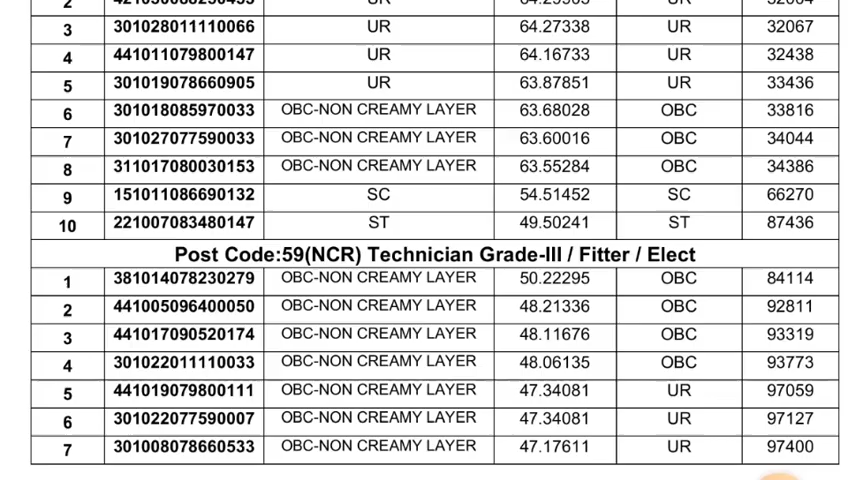 2
3 301028011110066 UR 64.27338 UR 32067
4 441011079800147 UR 64.16733 UR 32438
5 301019078660905 UR 63.87851 UR 33436
6 301018085970033 OBC-NON CREAMY LAYER 63.68028 OBC 33816
7 301027077590033 OBC-NON CREAMY LAYER 63.60016 OBC 34044
8 311017080030153 OBC-NON CREAMY LAYER 63.55284 OBC 34386
9 151011086690132 SC 54.51452 SC 66270
10 221007083480147 ST 49.50241 ST 87436
Post Code:59(NCR) Technician Grade-III / Fitter / Elect
1 381014078230279 OBC-NON CREAMY LAYER 50.22295 OBC 84114
2 441005096400050 OBC-NON CREAMY LAYER 48.21336 OBC 92811
3 441017090520174 OBC-NON CREAMY LAYER 48.11676 OBC 93319
4 301022011110033 OBC-NON CREAMY LAYER 48.06135 OBC 93773
5 441019079800111 OBC-NON CREAMY LAYER 47.34081 UR 97059
6 301022077590007 OBC-NON CREAMY LAYER 47.34081 UR 97127
7 301008078660533 OBC-NON CREAMY LAYER 47.17611 UR 97400